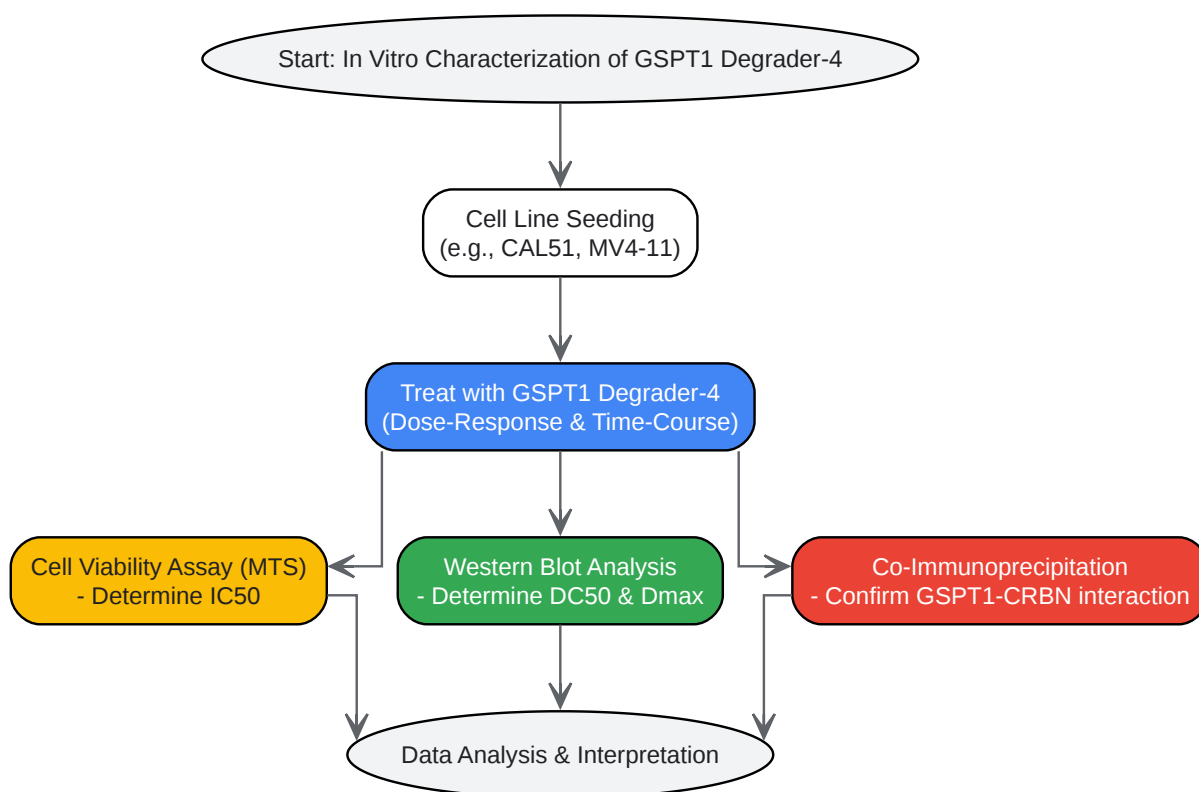 Start: In Vitro Characterization of GSPT1 Degrader-4
Cell Line Seeding
(e.g., CAL51, MV4-11)
Treat with GSPT1 Degrader-4
(Dose-Response & Time-Course)
Cell Viability Assay (MTS)
- Determine IC50
Western Blot Analysis
- Determine DC50 & Dmax
Co-Immunoprecipitation
- Confirm GSPT1-CRBN interaction
Data Analysis & Interpretation